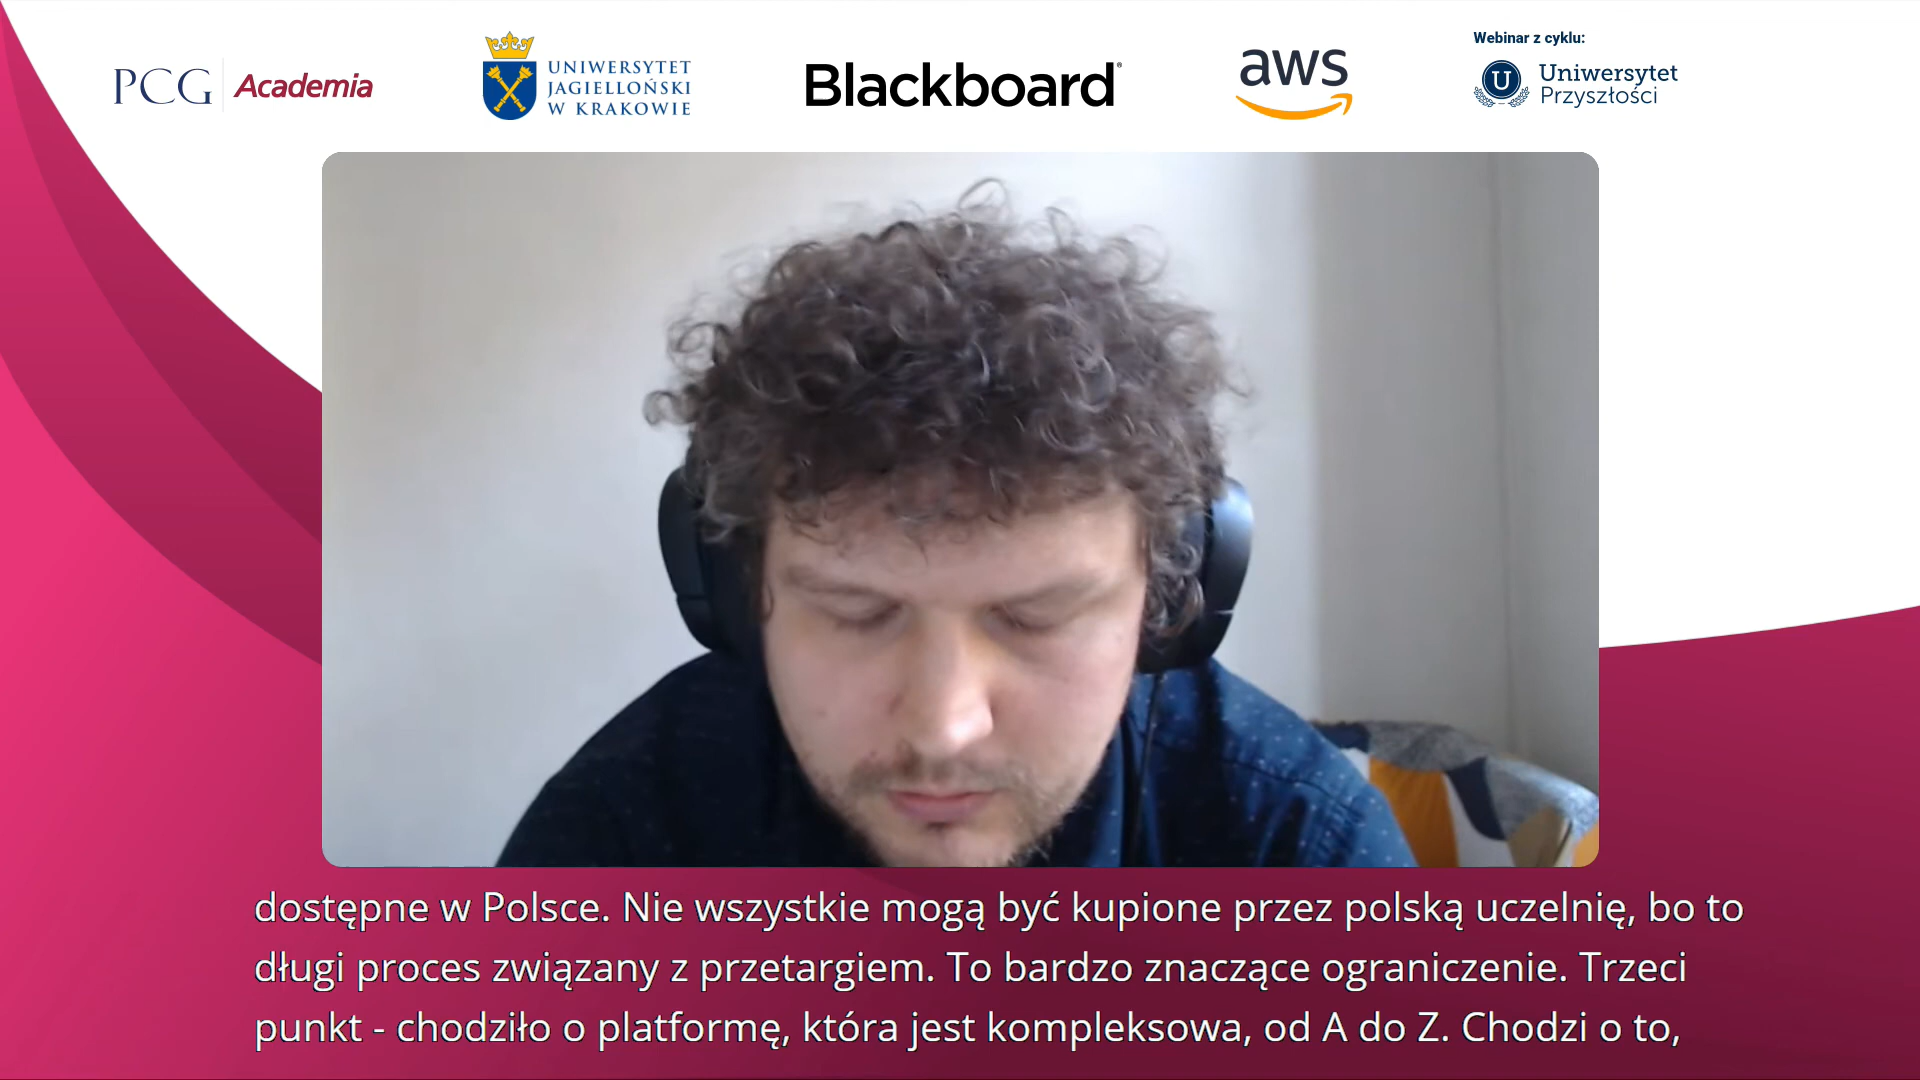 PCG Academia
UNIWERSYTET
JAGIELLOŃSKI
W KRAKOWIE
Blackboard
aws
Webinar z cyklu:
U
Uniwersytet
Przyszłości
dostępne w Polsce. Nie wszystkie mogą być kupione przez polską uczelnię, bo to
długi proces związany z przetargiem. To bardzo znaczące ograniczenie. Trzeci
punkt - chodziło o platformę, która jest kompleksowa, od A do Z. Chodzi o to,